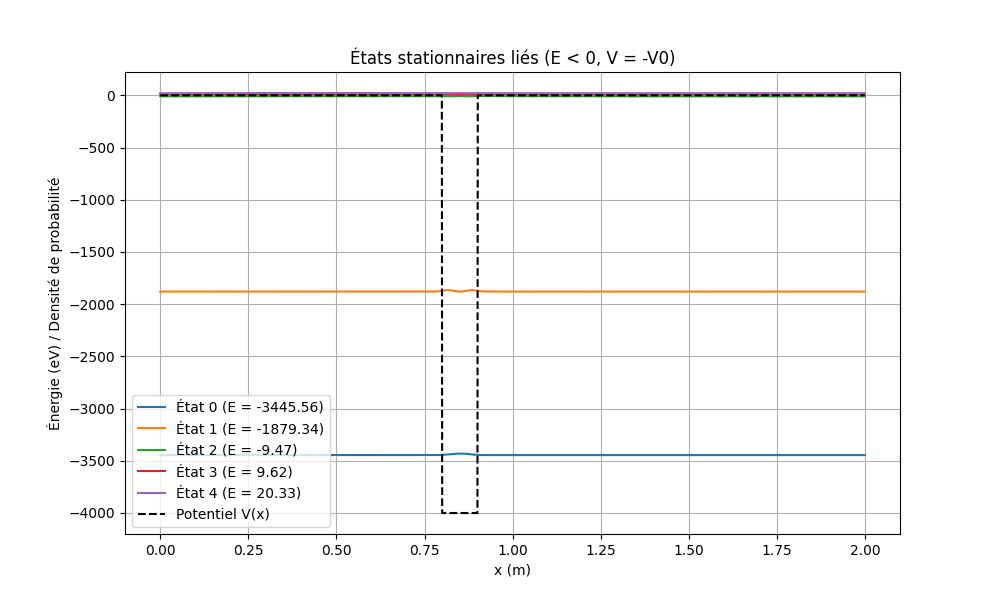 États stationnaires liés (E < 0, V = -V0)
Énergie (eV) / Densité de probabilité
0
−500
−1000
−1500
−2000
−2500
−3000
−3500
−4000
État 0 (E = -3445.56)
État 1 (E = -1879.34)
État 2 (E = -9.47)
État 3 (E = 9.62)
État 4 (E = 20.33)
Potentiel V(x)
0.00 0.25 0.50 0.75 1.00 1.25 1.50 1.75 2.00
x (m)